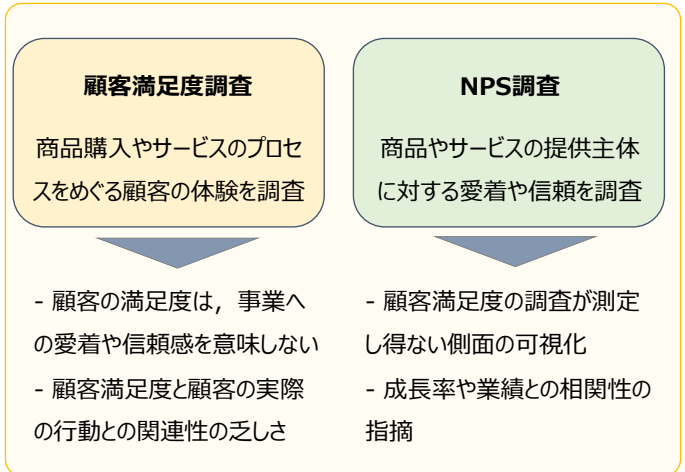 顧客満足度調査
商品購入やサービスのプロセ
スをめぐる顧客の体験を調査
- 顧客の満足度は，事業へ
の愛着や信頼感を意味しない
- 顧客満足度と顧客の実際
の行動との関連性の乏しさ
NPS調査
商品やサービスの提供主体
に対する愛着や信頼を調査
- 顧客満足度の調査が測定
し得ない側面の可視化
- 成長率や業績との相関性の
指摘